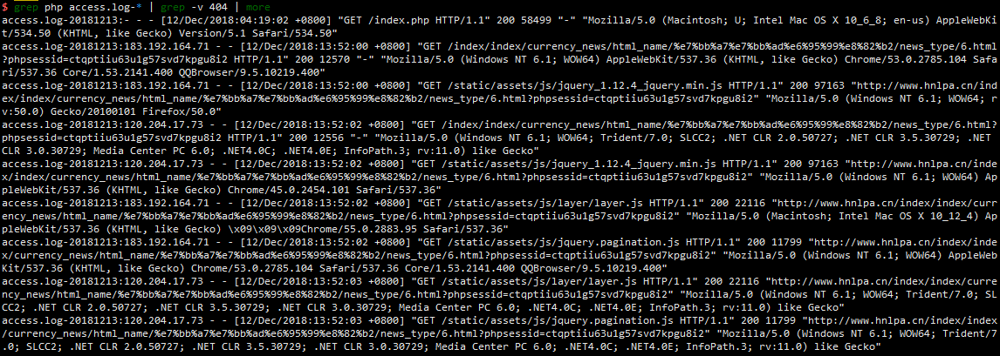 $ grep php access.log-* | grep -v 404 | more
access.log-20181213:- - - [12/Dec/2018:04:19:02 +0800] "GET /index.php HTTP/1.1" 200 58499 "-" "Mozilla/5.0 (Macintosh; U; Intel Mac OS X 10_6_8; en-us) AppleWebKi
t/534.50 (KHTML, like Gecko) Version/5.1 Safari/534.50"
access.log-20181213:183.192.164.71 - - [12/Dec/2018:13:52:00 +0800] "GET /index/index/currency_news/html_name/%e7%bb%a7%e7%bb%ad%e6%95%99%e8%82%b2/news_type/6.html
?phpsessid=ctqptiiu63u1g57svd7kpgu8i2 HTTP/1.1" 200 12570 "-" "Mozilla/5.0 (Windows NT 6.1; WOW64) AppleWebKit/537.36 (KHTML, like Gecko) Chrome/53.0.2785.104 Safa
ri/537.36 Core/1.53.2141.400 QQBrowser/9.5.10219.400"
access.log-20181213:183.192.164.71 - - [12/Dec/2018:13:52:00 +0800] "GET /static/assets/js/jquery_1.12.4_jquery.min.js HTTP/1.1" 200 97163 "http://www.hnlpa.cn/ind
ex/index/currency_news/html_name/%e7%bb%a7%e7%bb%ad%e6%95%99%e8%82%b2/news_type/6.html?phpsessid=ctqptiiu63u1g57svd7kpgu8i2" "Mozilla/5.0 (Windows NT 6.1; WOW64; r
v:50.0) Gecko/20100101 Firefox/50.0"
access.log-20181213:120.204.17.73 - - [12/Dec/2018:13:52:02 +0800] "GET /index/index/currency_news/html_name/%e7%bb%a7%e7%bb%ad%e6%95%99%e8%82%b2/news_type/6.html?
phpsessid=ctqptiiu63u1g57svd7kpgu8i2 HTTP/1.1" 200 12556 "-" "Mozilla/5.0 (Windows NT 6.1; WOW64; Trident/7.0; SLCC2; .NET CLR 2.0.50727; .NET CLR 3.5.30729; .NET 
CLR 3.0.30729; Media Center PC 6.0; .NET4.0C; .NET4.0E; InfoPath.3; rv:11.0) like Gecko"
access.log-20181213:120.204.17.73 - - [12/Dec/2018:13:52:02 +0800] "GET /static/assets/js/jquery_1.12.4_jquery.min.js HTTP/1.1" 200 97163 "http://www.hnlpa.cn/inde
x/index/currency_news/html_name/%e7%bb%a7%e7%bb%ad%e6%95%99%e8%82%b2/news_type/6.html?phpsessid=ctqptiiu63u1g57svd7kpgu8i2" "Mozilla/5.0 (Windows NT 6.1; WOW64) Ap
pleWebKit/537.36 (KHTML, like Gecko) Chrome/45.0.2454.101 Safari/537.36"
access.log-20181213:183.192.164.71 - - [12/Dec/2018:13:52:02 +0800] "GET /static/assets/js/layer/layer.js HTTP/1.1" 200 22116 "http://www.hnlpa.cn/index/index/curr
ency_news/html_name/%e7%bb%a7%e7%bb%ad%e6%95%99%e8%82%b2/news_type/6.html?phpsessid=ctqptiiu63u1g57svd7kpgu8i2" "Mozilla/5.0 (Macintosh; Intel Mac OS X 10_12_4) Ap
pleWebKit/537.36 (KHTML, like Gecko) \x09\x09\x09Chrome/55.0.2883.95 Safari/537.36"
access.log-20181213:183.192.164.71 - - [12/Dec/2018:13:52:02 +0800] "GET /static/assets/js/jquery.pagination.js HTTP/1.1" 200 11799 "http://www.hnlpa.cn/index/inde
x/currency_news/html_name/%e7%bb%a7%e7%bb%ad%e6%95%99%e8%82%b2/news_type/6.html?phpsessid=ctqptiiu63u1g57svd7kpgu8i2" "Mozilla/5.0 (Windows NT 6.1; WOW64) AppleWeb
Kit/537.36 (KHTML, like Gecko) Chrome/53.0.2785.104 Safari/537.36 Core/1.53.2141.400 QQBrowser/9.5.10219.400"
access.log-20181213:120.204.17.73 - - [12/Dec/2018:13:52:03 +0800] "GET /static/assets/js/layer/layer.js HTTP/1.1" 200 22116 "http://www.hnlpa.cn/index/index/curre
ncy_news/html_name/%e7%bb%a7%e7%bb%ad%e6%95%99%e8%82%b2/news_type/6.html?phpsessid=ctqptiiu63u1g57svd7kpgu8i2" "Mozilla/5.0 (Windows NT 6.1; WOW64; Trident/7.0; SL
CC2; .NET CLR 2.0.50727; .NET CLR 3.5.30729; .NET CLR 3.0.30729; Media Center PC 6.0; .NET4.0C; .NET4.0E; InfoPath.3; rv:11.0) like Gecko"
access.log-20181213:120.204.17.73 - - [12/Dec/2018:13:52:03 +0800] "GET /static/assets/js/jquery.pagination.js HTTP/1.1" 200 11799 "http://www.hnlpa.cn/index/index
/currency_news/html_name/%e7%bb%a7%e7%bb%ad%e6%95%99%e8%82%b2/news_type/6.html?phpsessid=ctqptiiu63u1g57svd7kpgu8i2" "Mozilla/5.0 (Windows NT 6.1; WOW64; Trident/7
.0; SLCC2; .NET CLR 2.0.50727; .NET CLR 3.5.30729; .NET CLR 3.0.30729; Media Center PC 6.0; .NET4.0C; .NET4.0E; InfoPath.3; rv:11.0) like Gecko"